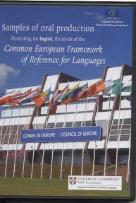 Samples of oral production
illustrating, for English, the levels of the
Common European Framework
of Reference for Languages
CONSEIL DE L'EUROPE COUNCIL OF EUROPE